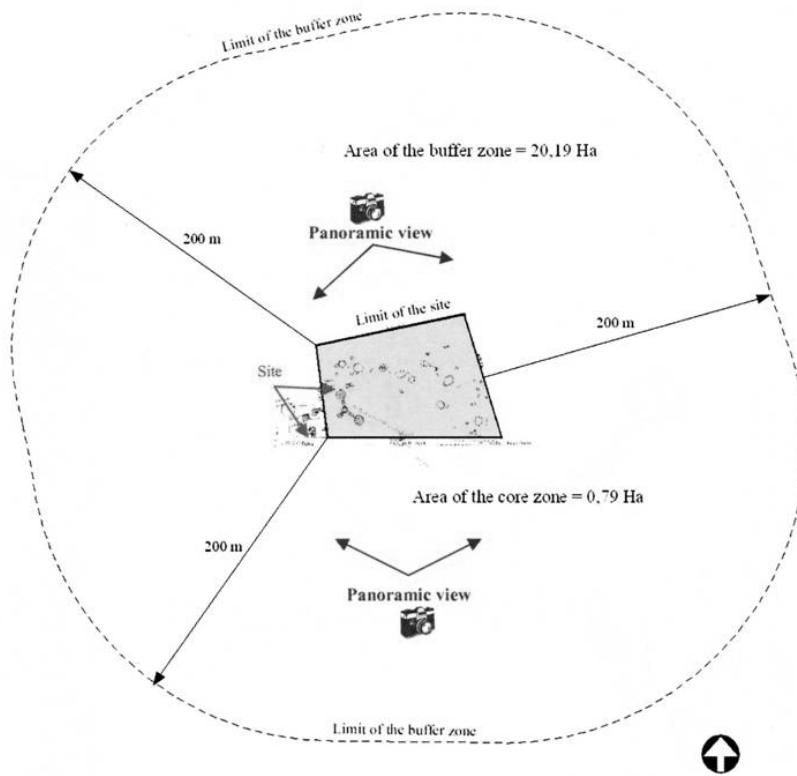 Limit of the buffer zone
Area of the buffer zone = 20,19 Ha
Panoramic view
200 m
Limit of the site
200 m
Site
Area of the core zone = 0,79 Ha
200 m
Panoramic view
Limit of the buffer zone